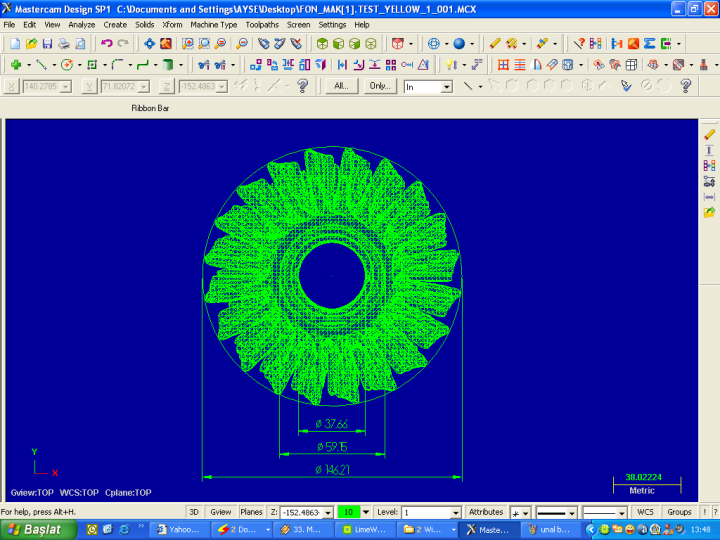 Mastercam Design SP1 C:\Documents and Settings\AYSE\Desktop\FON_MAK[1].TEST_YELLOW_1_001.MCX
File Edit View Analyze Create Solids Xform Machine Type Toolpaths Screen Settings Help
X 140.2785 Y 71.82072 Z -152.4863 All... Only... In
Ribbon Bar
Ø 37.66
Ø 59.15
Ø 146.21
Y
X
38.02224
Metric
Gview:TOP WCS:TOP Cplane:TOP
For help, press Alt+H. 3D Gview Planes Z: -152.4863 10 Level: 1 Attributes WCS Groups ! ?
Başlat Yahoo... 2 Do... 33. M... LimeW... 2 Wi... Maste... unal b... 13:48